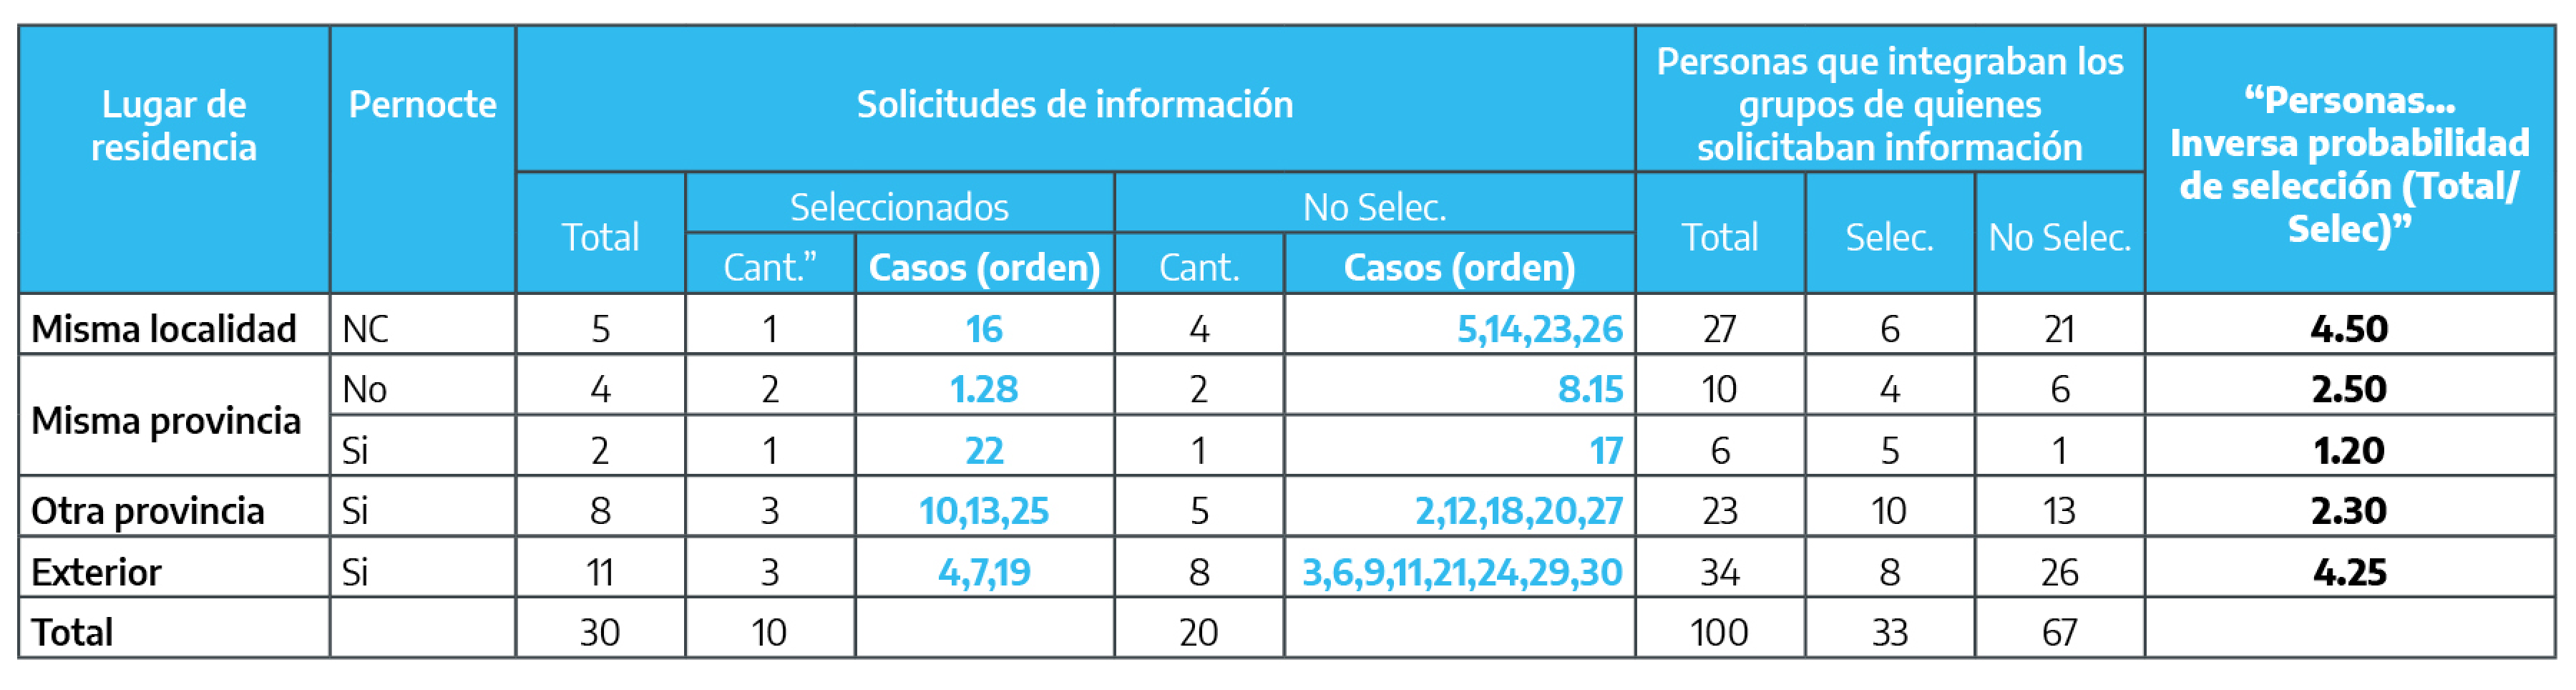 Lugar de
residencia
Pernocte
Solicitudes de información
Personas que integraban los
grupos de quienes
solicitaban información
“Personas...
Inversa probabilidad
de selección (Total/
Selec)”
Total
Seleccionados
No Selec.
Total
Selec.
No Selec.
Cant.”
Casos (orden)
Cant.
Casos (orden)
Misma localidad NC 5 1 16 4 5,14,23,26 27 6 21 4.50
Misma provincia
No 4 2 1.28 2 8.15 10 4 6 2.50
Si 2 1 22 1 17 6 5 1 1.20
Otra provincia Si 8 3 10,13,25 5 2,12,18,20,27 23 10 13 2.30
Exterior Si 11 3 4,7,19 8 3,6,9,11,21,24,29,30 34 8 26 4.25
Total 30 10 20 100 33 67